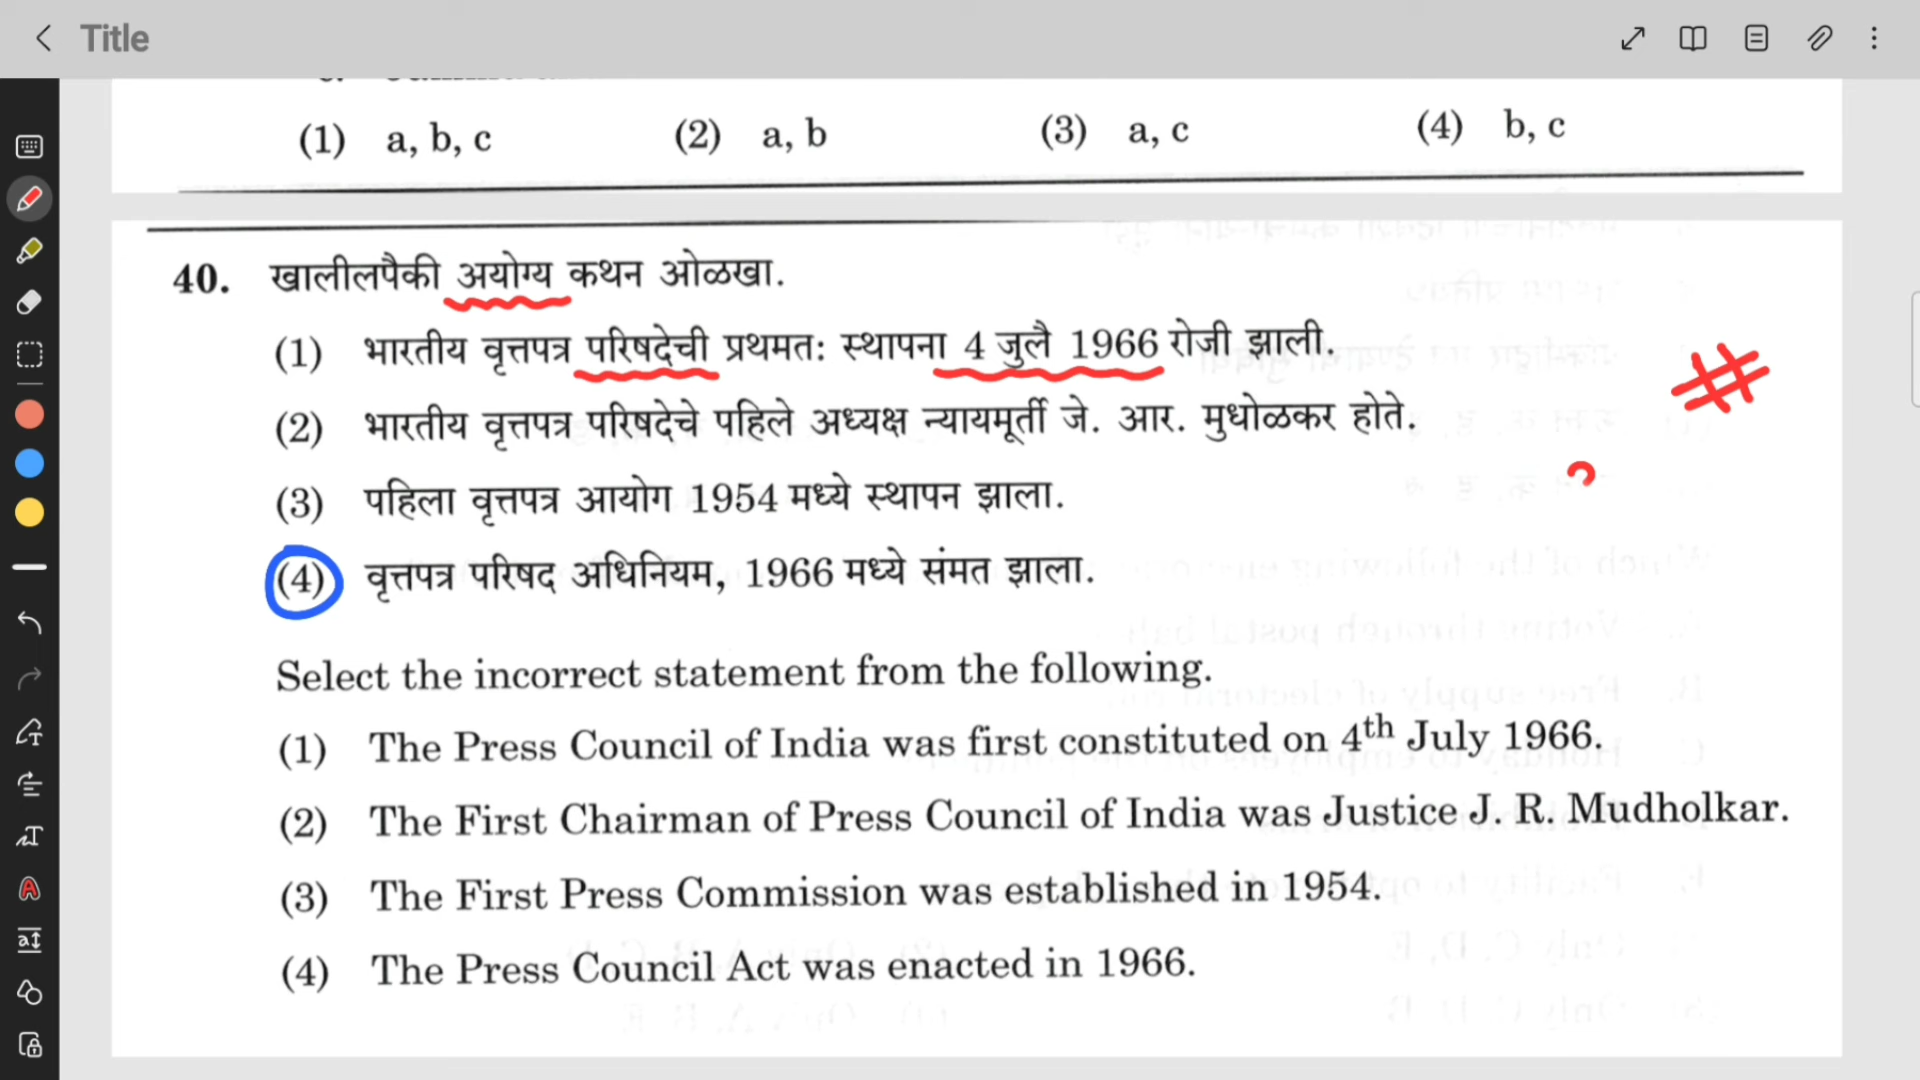 Title
(1) a, b, c (2) a, b (3) a, c (4) b, c
40. खालीलपैकी अयोग्य कथन ओळखा.
(1) भारतीय वृत्तपत्र परिषदेची प्रथमत: स्थापना 4 जुलै 1966 रोजी झाली.
(2) भारतीय वृत्तपत्र परिषदेचे पहिले अध्यक्ष न्यायमूर्ती जे. आर. मुधोळकर होते.
(3) पहिला वृत्तपत्र आयोग 1954 मध्ये स्थापन झाला.
(4) वृत्तपत्र परिषद अधिनियम, 1966 मध्ये संमत झाला.
Select the incorrect statement from the following.
(1) The Press Council of India was first constituted on 4th July 1966.
(2) The First Chairman of Press Council of India was Justice J. R. Mudholkar.
(3) The First Press Commission was established in 1954.
(4) The Press Council Act was enacted in 1966.